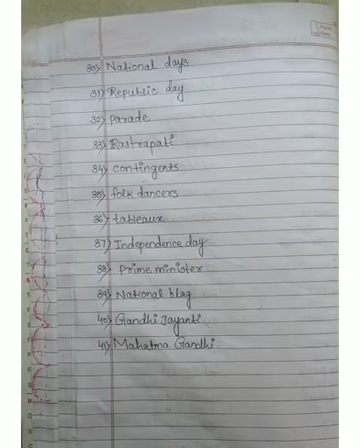 30) National days
31) Republic day
32) Parade
33) Rastrapati
34) contingents
35) folk dancers
36) tableaux
37) Independence day
38) Prime minister
39) National blag
40) Gandhi Jayanti
41) Mahatma Gandhi